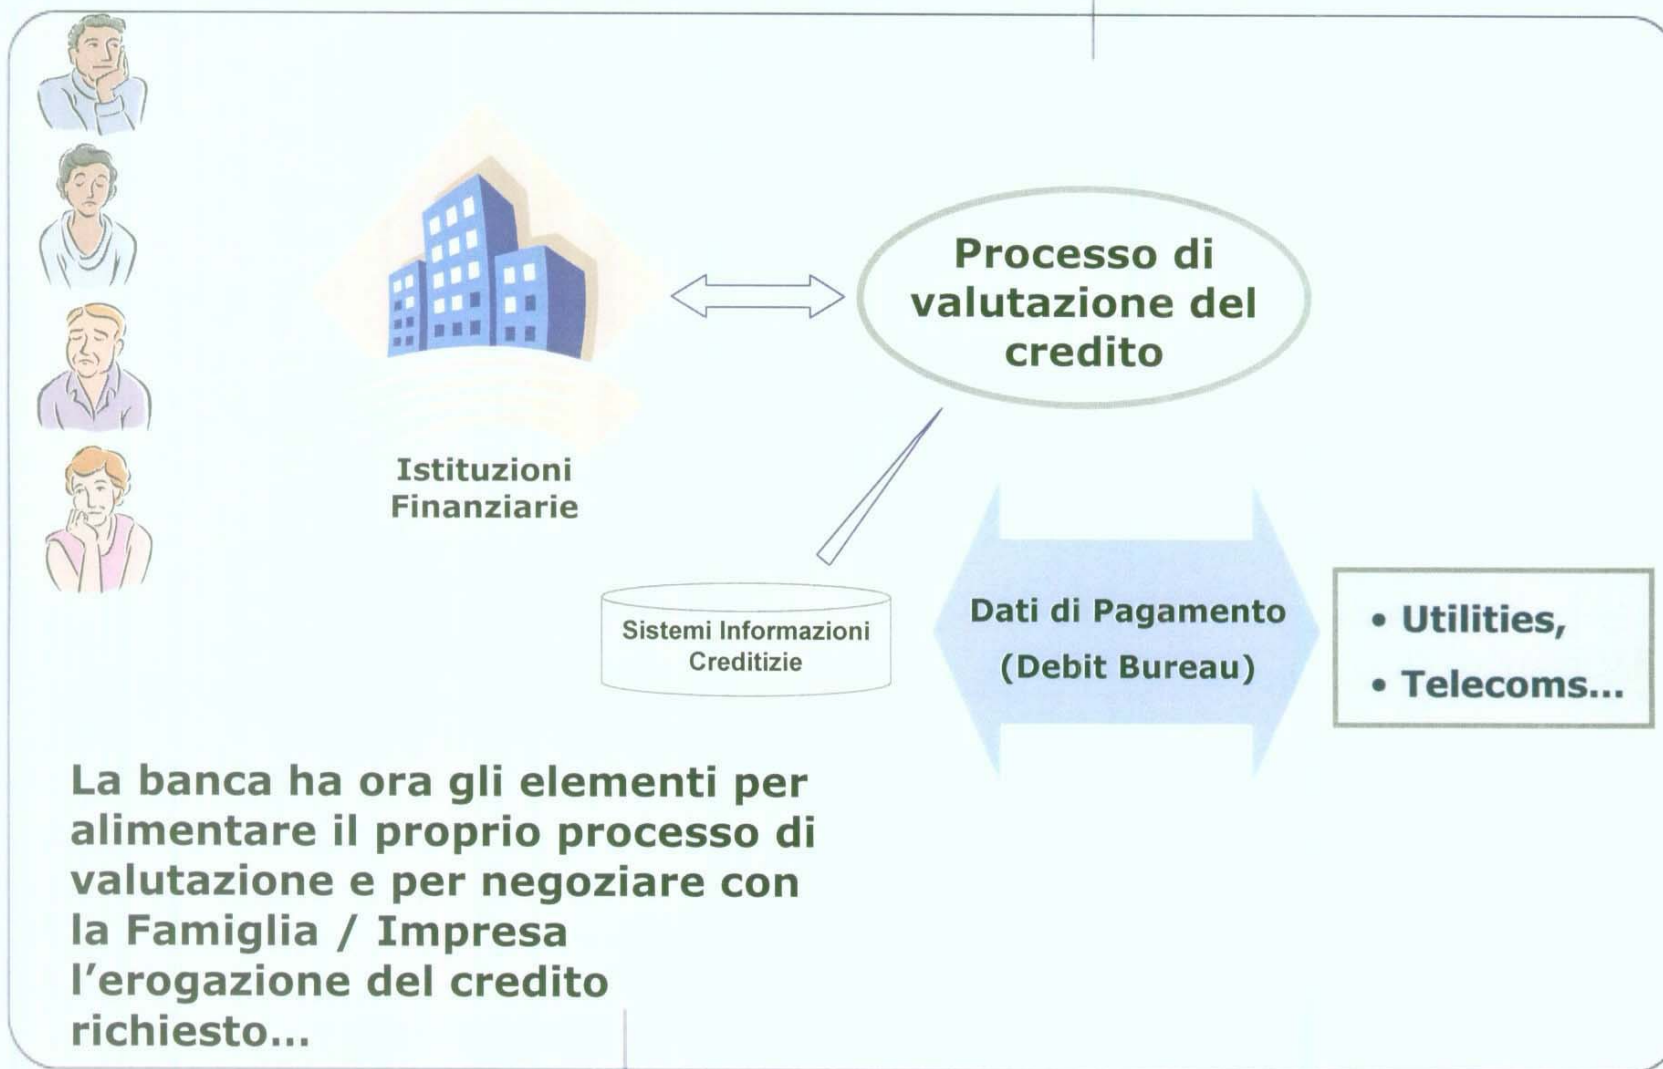 Processo di
valutazione del
credito
Istituzioni
Finanziarie
Sistemi Informazioni
Creditizie
Dati di Pagamento
(Debit Bureau)
• Utilities,
• Telecoms...
La banca ha ora gli elementi per
alimentare il proprio processo di
valutazione e per negoziare con
la Famiglia / Impresa
l'erogazione del credito
richiesto...